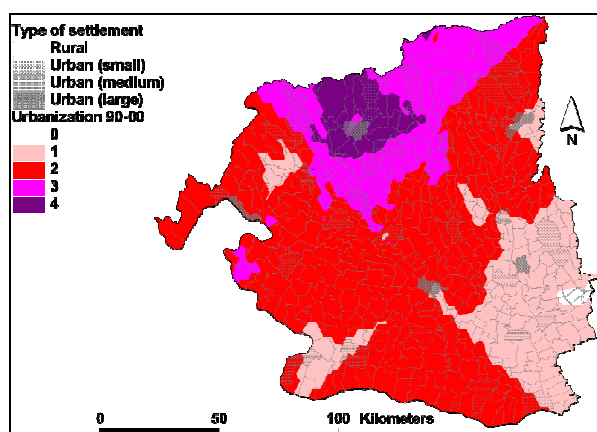 Type of settlement
Rural
Urban (small)
Urban (medium)
Urban (large)
Urbanization 90-00
0
1
2
3
4
N
0 50 100 Kilometers